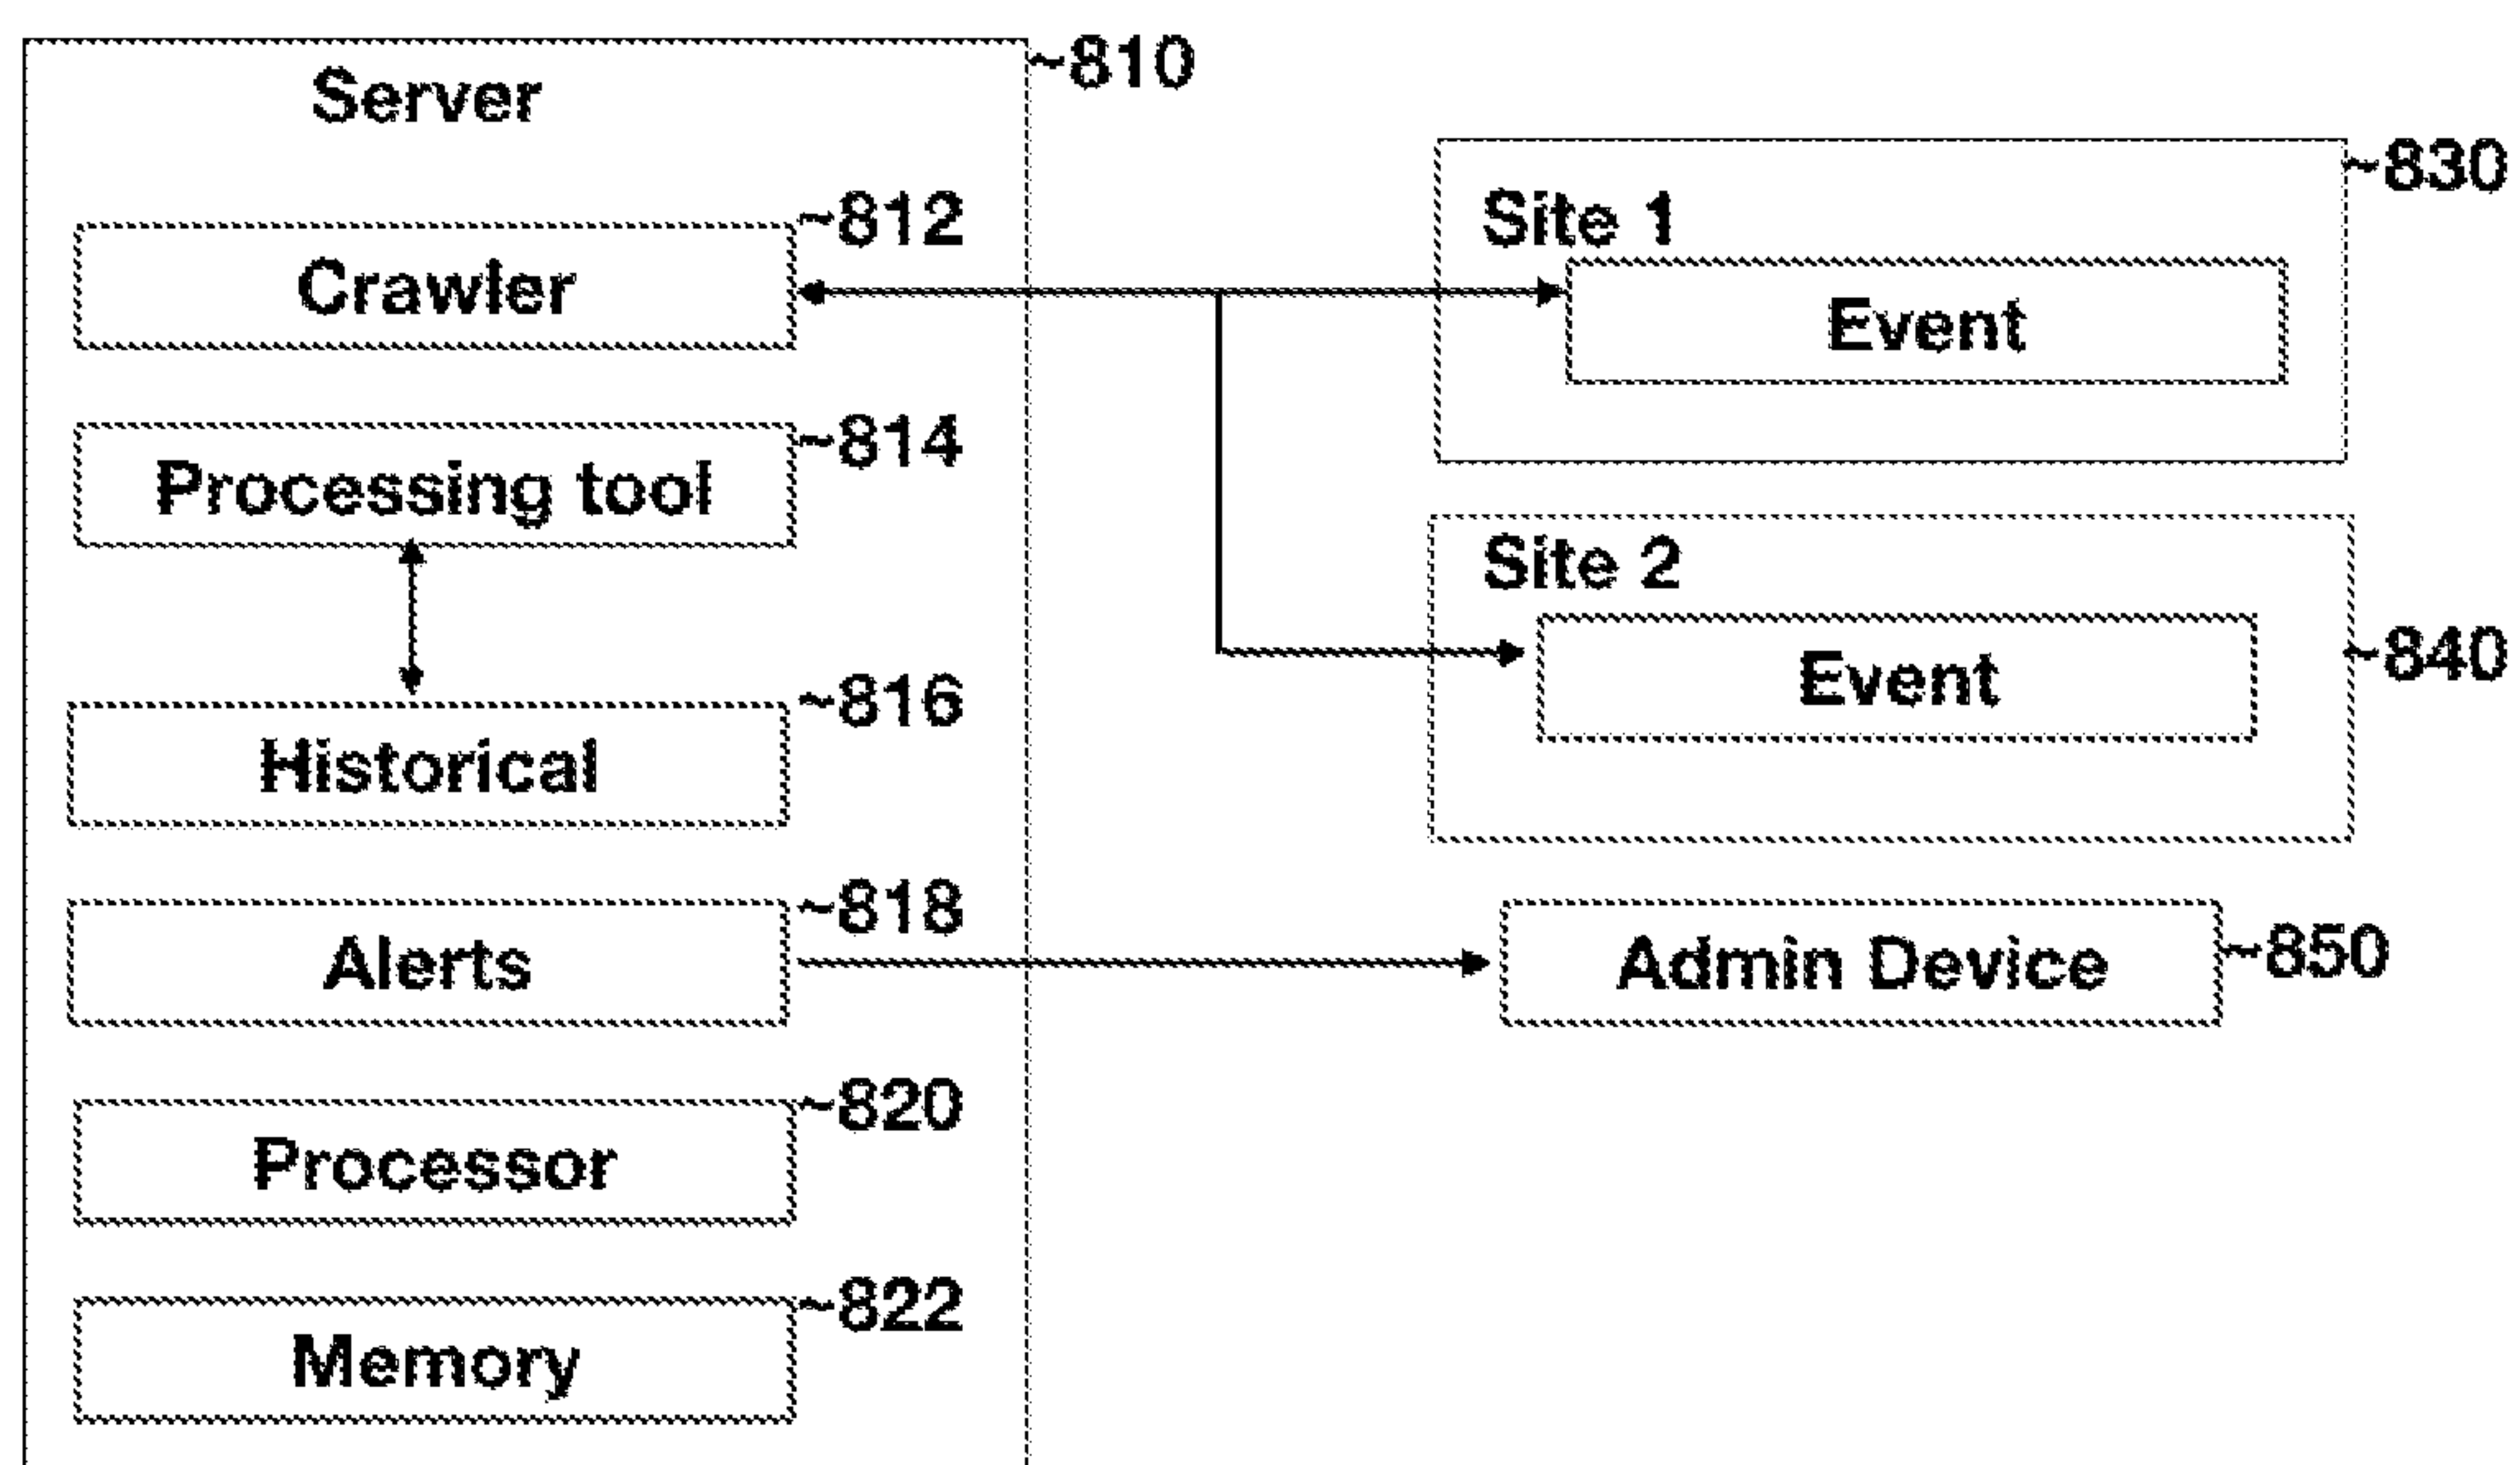 Server
~810
~812
Crawler
~814
Processing tool
~816
Historical
~818
Alerts
~820
Processor
~822
Memory
~830
Site 1
Event
Site 2
~840
Event
Admin Device
~850